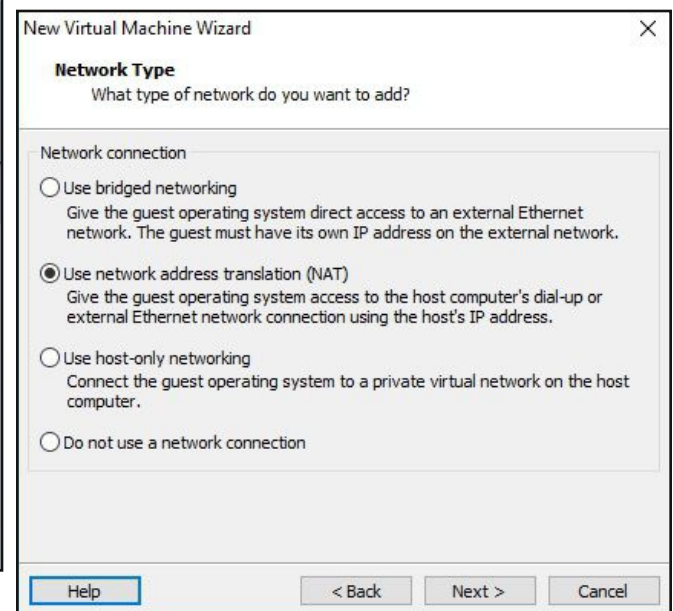 New Virtual Machine Wizard
Network Type
What type of network do you want to add?
Network connection
Use bridged networking
Give the guest operating system direct access to an external Ethernet
network. The guest must have its own IP address on the external network.
Use network address translation (NAT)
Give the guest operating system access to the host computer's dial-up or
external Ethernet network connection using the host's IP address.
Use host-only networking
Connect the guest operating system to a private virtual network on the host
computer.
Do not use a network connection
Help < Back Next > Cancel